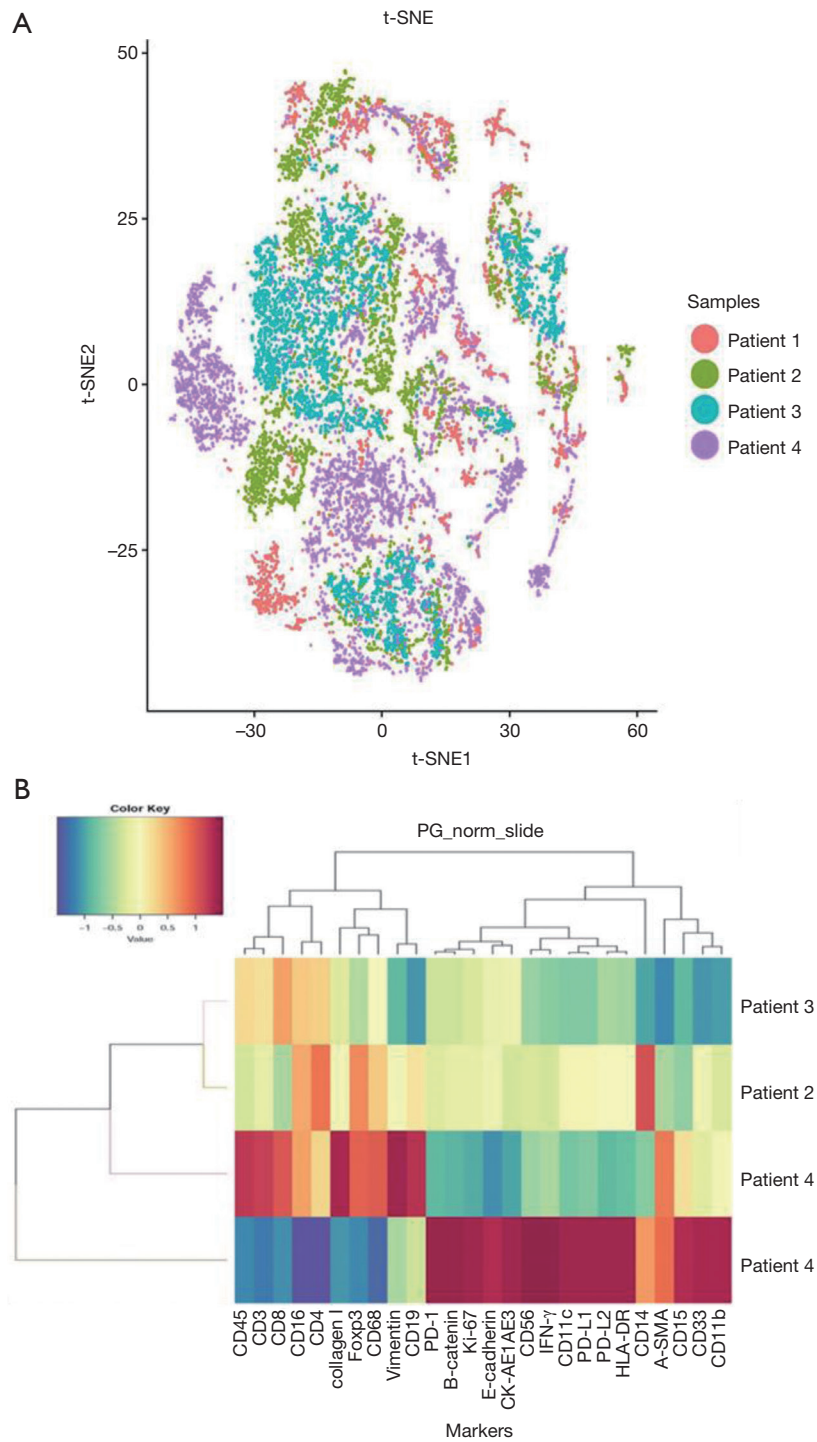 A
t-SNE
50
25
0
−25
t-SNE2
−30 0 30 60
t-SNE1
Samples
Patient 1
Patient 2
Patient 3
Patient 4
B
Color Key
−1 −0.5 0 0.5 1
Value
PG_norm_slide
Patient 3
Patient 2
Patient 4
Patient 4
CD45 CD3 CD8 CD16 CD4 collagen I Foxp3 CD68 Vimentin CD19 PD-1 B-catenin Ki-67 E-cadherin CK-AE1AE3 CD56 IFN-γ CD11c PD-L1 PD-L2 HLA-DR CD14 A-SMA CD15 CD33 CD11b
Markers